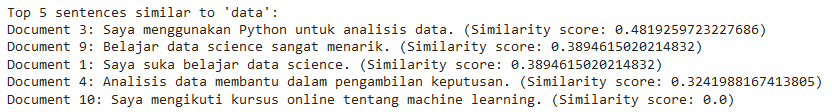 Top 5 sentences similar to 'data':
Document 3: Saya menggunakan Python untuk analisis data. (Similarity score: 0.4819259723227686)
Document 9: Belajar data science sangat menarik. (Similarity score: 0.3894615020214832)
Document 1: Saya suka belajar data science. (Similarity score: 0.3894615020214832)
Document 4: Analisis data membantu dalam pengambilan keputusan. (Similarity score: 0.3241988167413805)
Document 10: Saya mengikuti kursus online tentang machine learning. (Similarity score: 0.0)